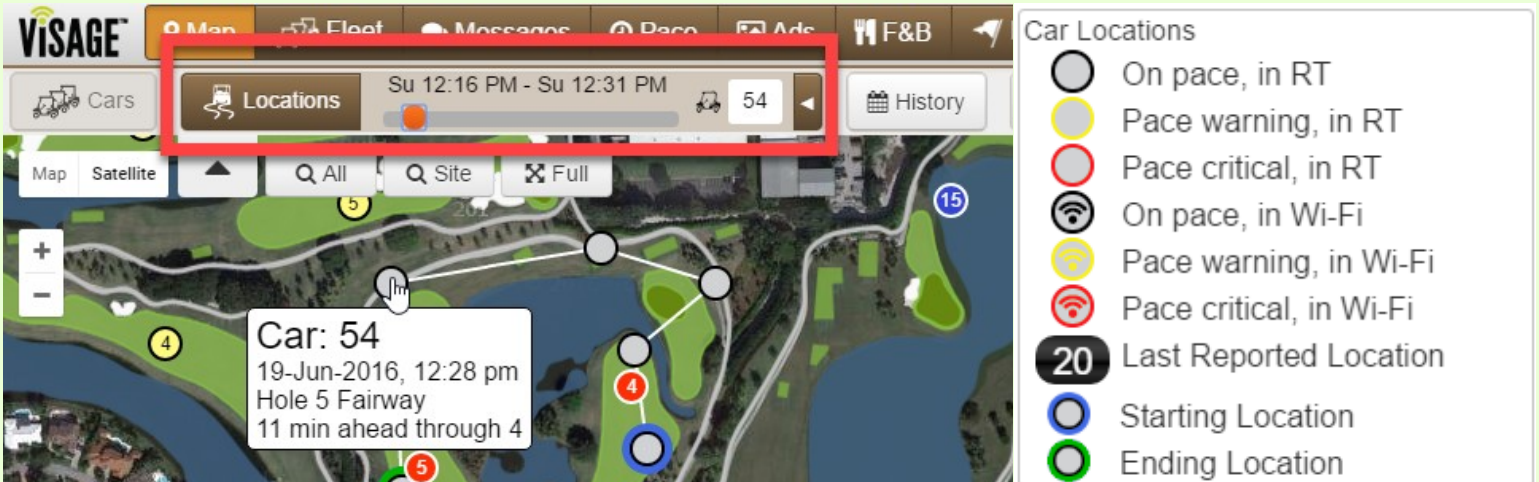 ViSAGE™
Map Fleet Messages Pace Ads F&B
Cars
Locations
Su 12:16 PM - Su 12:31 PM
54
History
Map Satellite
All
Site
Full
5
201
15
+
−
4
Car: 54
19-Jun-2016, 12:28 pm
Hole 5 Fairway
11 min ahead through 4
4
5
Car Locations
On pace, in RT
Pace warning, in RT
Pace critical, in RT
On pace, in Wi-Fi
Pace warning, in Wi-Fi
Pace critical, in Wi-Fi
20 Last Reported Location
Starting Location
Ending Location